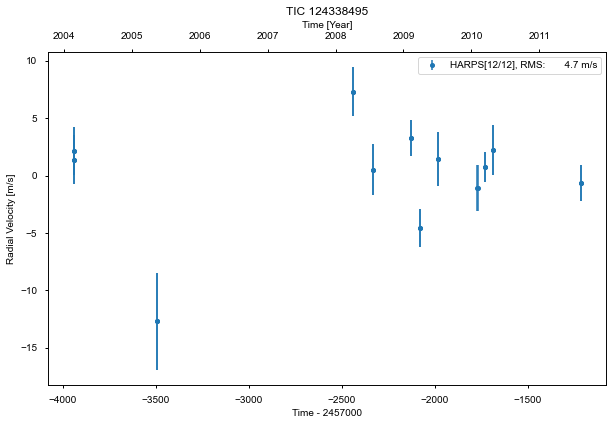 TIC 124338495
Time [Year]
2004 2005 2006 2007 2008 2009 2010 2011
HARPS[12/12], RMS: 4.7 m/s
10
5
0
−5
−10
−15
Radial Velocity [m/s]
−4000 −3500 −3000 −2500 −2000 −1500
Time - 2457000